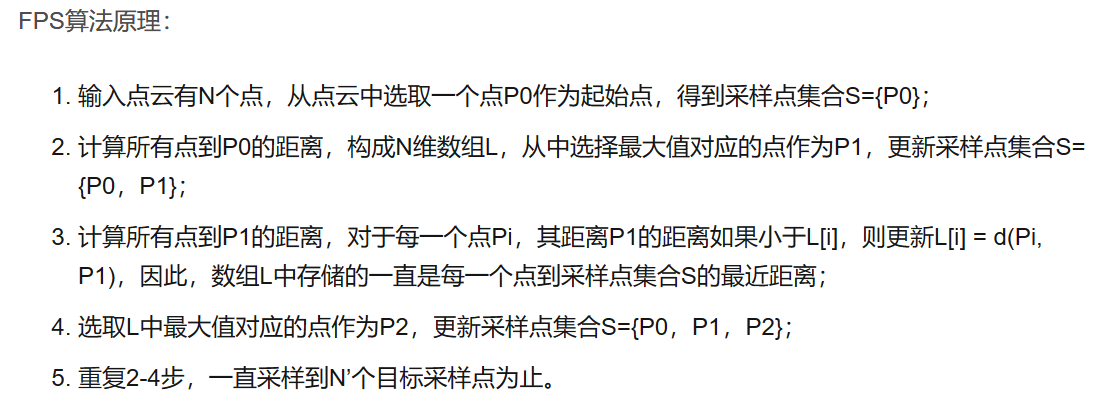 FPS算法原理：
1. 输入点云有N个点，从点云中选取一个点P0作为起始点，得到采样点集合S={P0}；
2. 计算所有点到P0的距离，构成N维数组L，从中选择最大值对应的点作为P1，更新采样点集合S=
{P0，P1}；
3. 计算所有点到P1的距离，对于每一个点Pi，其距离P1的距离如果小于L[i]，则更新L[i] = d(Pi,
P1)，因此，数组L中存储的一直是每一个点到采样点集合S的最近距离；
4. 选取L中最大值对应的点作为P2，更新采样点集合S={P0，P1，P2}；
5. 重复2-4步，一直采样到N’个目标采样点为止。